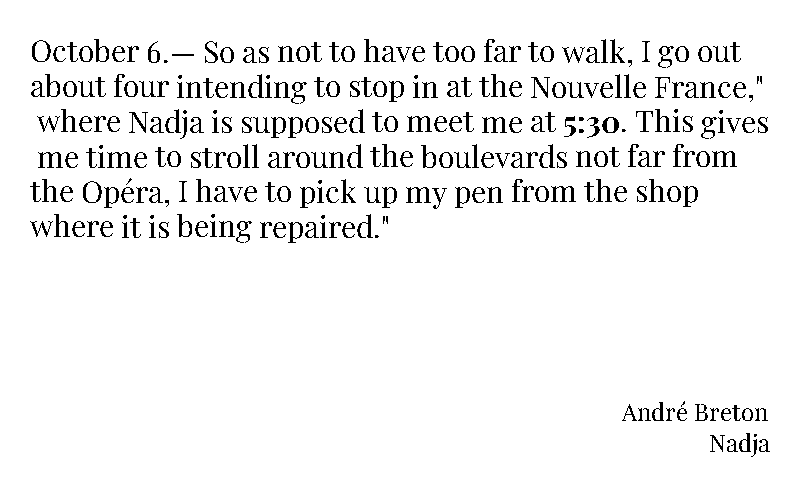 October 6.— So as not to have too far to walk, I go out
about four intending to stop in at the Nouvelle France,"
where Nadja is supposed to meet me at 5:30. This gives
me time to stroll around the boulevards not far from
the Opéra, I have to pick up my pen from the shop
where it is being repaired."
André Breton
Nadja